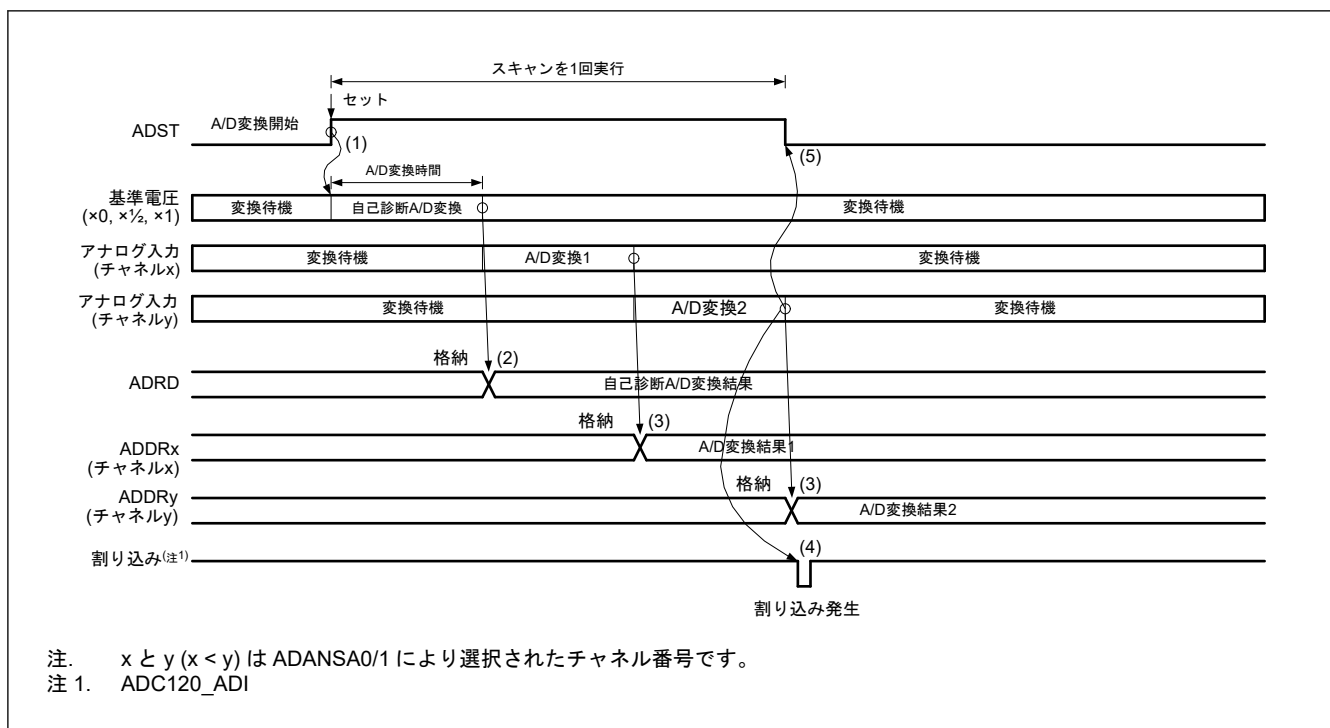 スキャンを1回実行
セット
ADST
A/D変換開始
(1)
(5)
A/D変換時間
基準電圧
(×0, ×½, ×1)
変換待機
自己診断A/D変換
変換待機
アナログ入力
(チャネルx)
変換待機
A/D変換1
変換待機
アナログ入力
(チャネルy)
変換待機
A/D変換2
変換待機
格納
(2)
ADRD
自己診断A/D変換結果
格納
(3)
ADDRx
(チャネルx)
A/D変換結果1
格納
(3)
ADDRy
(チャネルy)
A/D変換結果2
割り込み(注1)
(4)
割り込み発生
注. x と y (x < y) は ADANSA0/1 により選択されたチャネル番号です。
注 1. ADC120_ADI